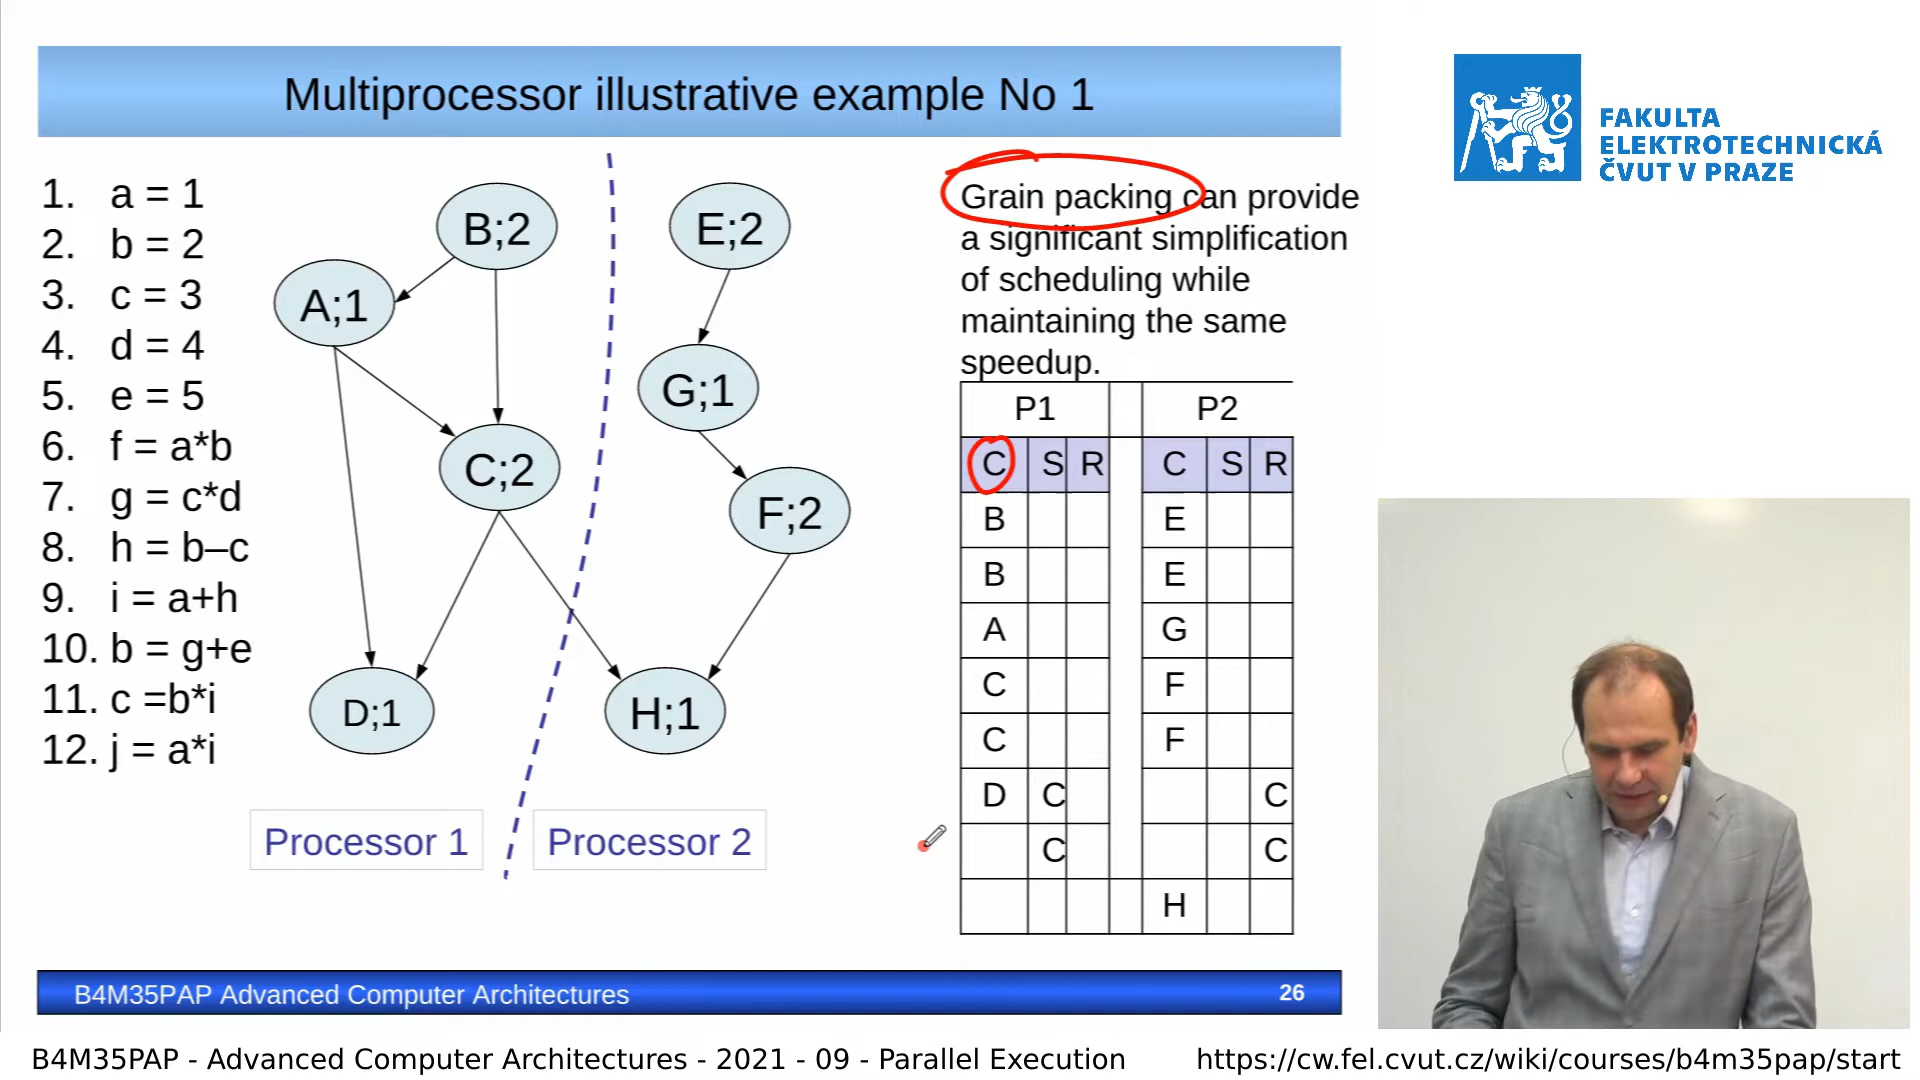 Multiprocessor illustrative example No 1
1. a = 1
2. b = 2
3. c = 3
4. d = 4
5. e = 5
6. f = a*b
7. g = c*d
8. h = b–c
9. i = a+h
10. b = g+e
11. c =b*i
12. j = a*i
B;2
E;2
A;1
G;1
C;2
F;2
D;1
H;1
Processor 1
Processor 2
Grain packing can provide
a significant simplification
of scheduling while
maintaining the same
speedup.
P1 P2
C S R C S R
B E
B E
A G
C F
C F
D C C
C C
H
B4M35PAP Advanced Computer Architectures
26
FAKULTA
ELEKTROTECHNICKÁ
ČVUT V PRAZE
B4M35PAP - Advanced Computer Architectures - 2021 - 09 - Parallel Execution
https://cw.fel.cvut.cz/wiki/courses/b4m35pap/start